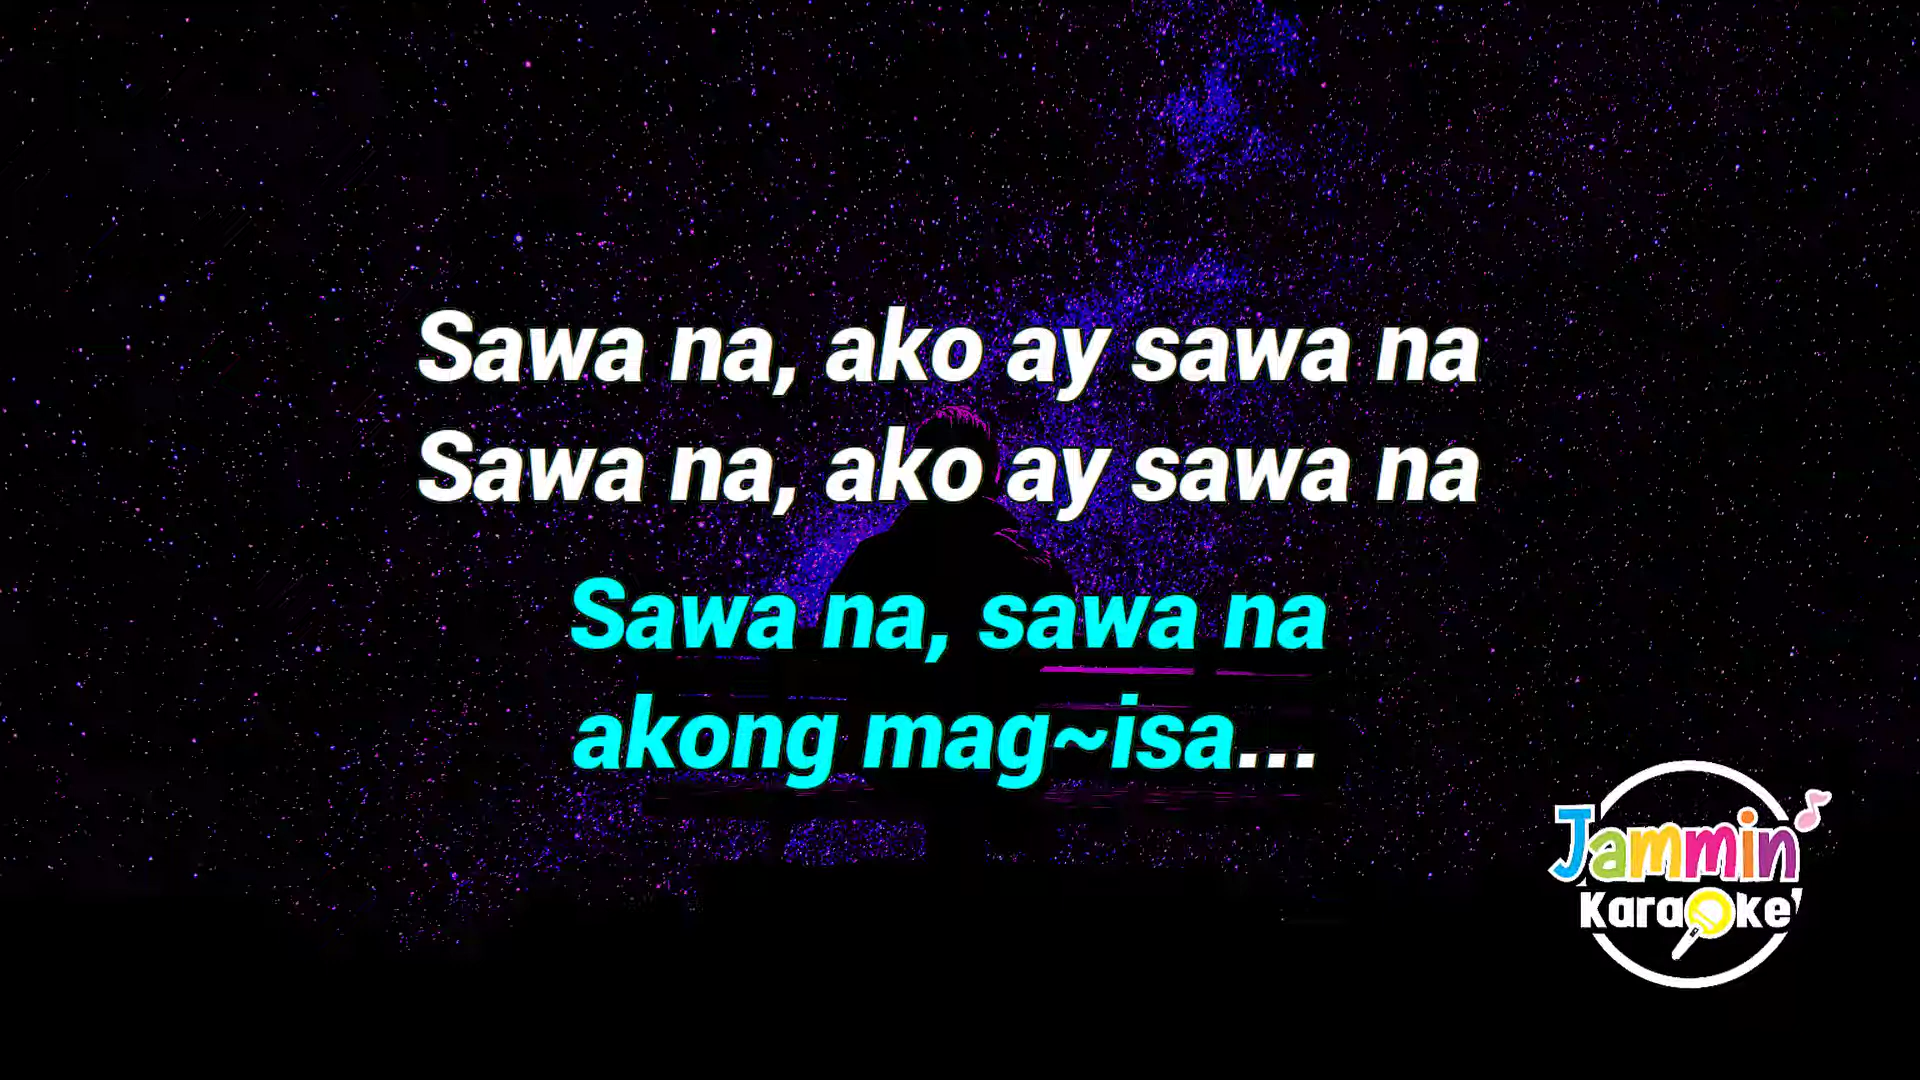 Sawa na, ako ay sawa na
Sawa na, ako ay sawa na
Sawa na, sawa na
akong mag~isa...
Jammin'
Karaoke